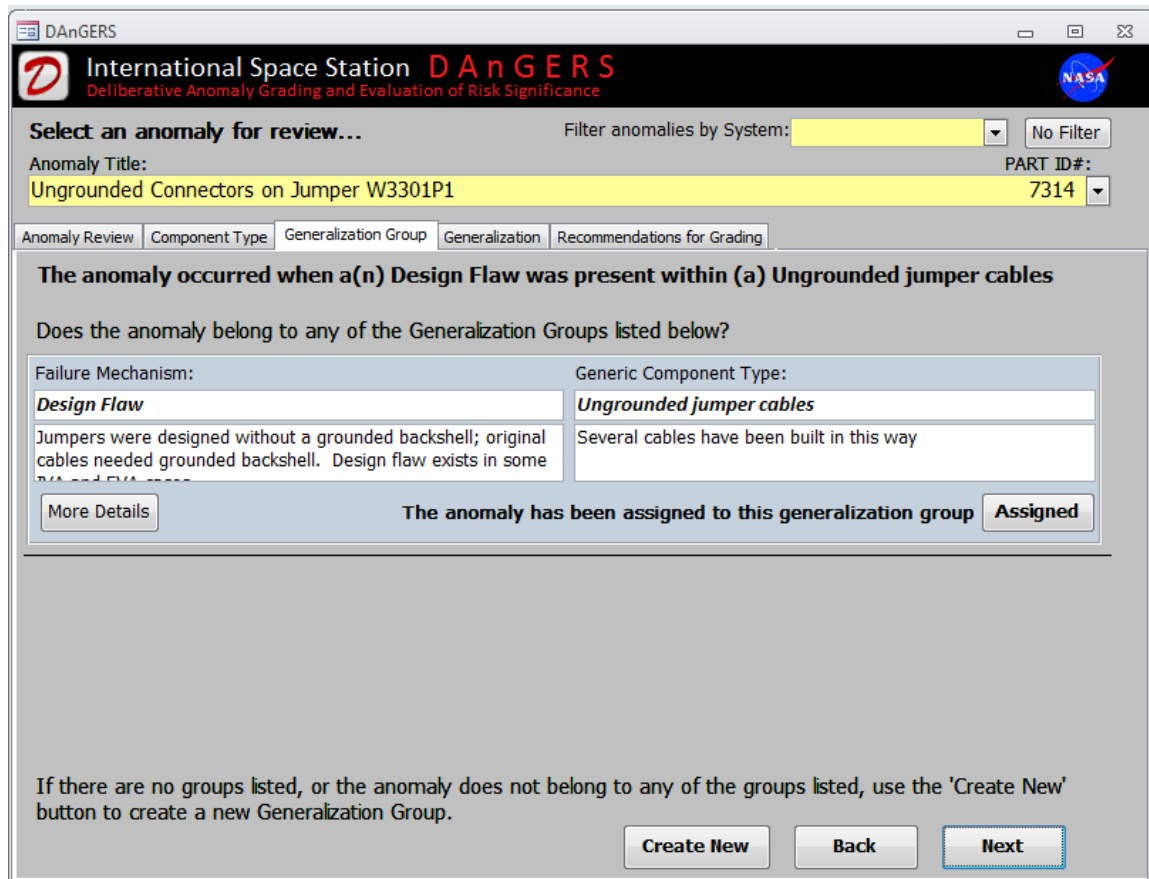 DAnGERS
International Space Station D A n G E R S
Deliberative Anomaly Grading and Evaluation of Risk Significance
NASA
Select an anomaly for review...
Filter anomalies by System:
No Filter
Anomaly Title:
PART ID#:
Ungrounded Connectors on Jumper W3301P1
7314
Anomaly Review
Component Type
Generalization Group
Generalization
Recommendations for Grading
The anomaly occurred when a(n) Design Flaw was present within (a) Ungrounded jumper cables
Does the anomaly belong to any of the Generalization Groups listed below?
Failure Mechanism:
Generic Component Type:
Design Flaw
Ungrounded jumper cables
Jumpers were designed without a grounded backshell; original
cables needed grounded backshell. Design flaw exists in some
Several cables have been built in this way
More Details
The anomaly has been assigned to this generalization group
Assigned
If there are no groups listed, or the anomaly does not belong to any of the groups listed, use the 'Create New'
button to create a new Generalization Group.
Create New
Back
Next